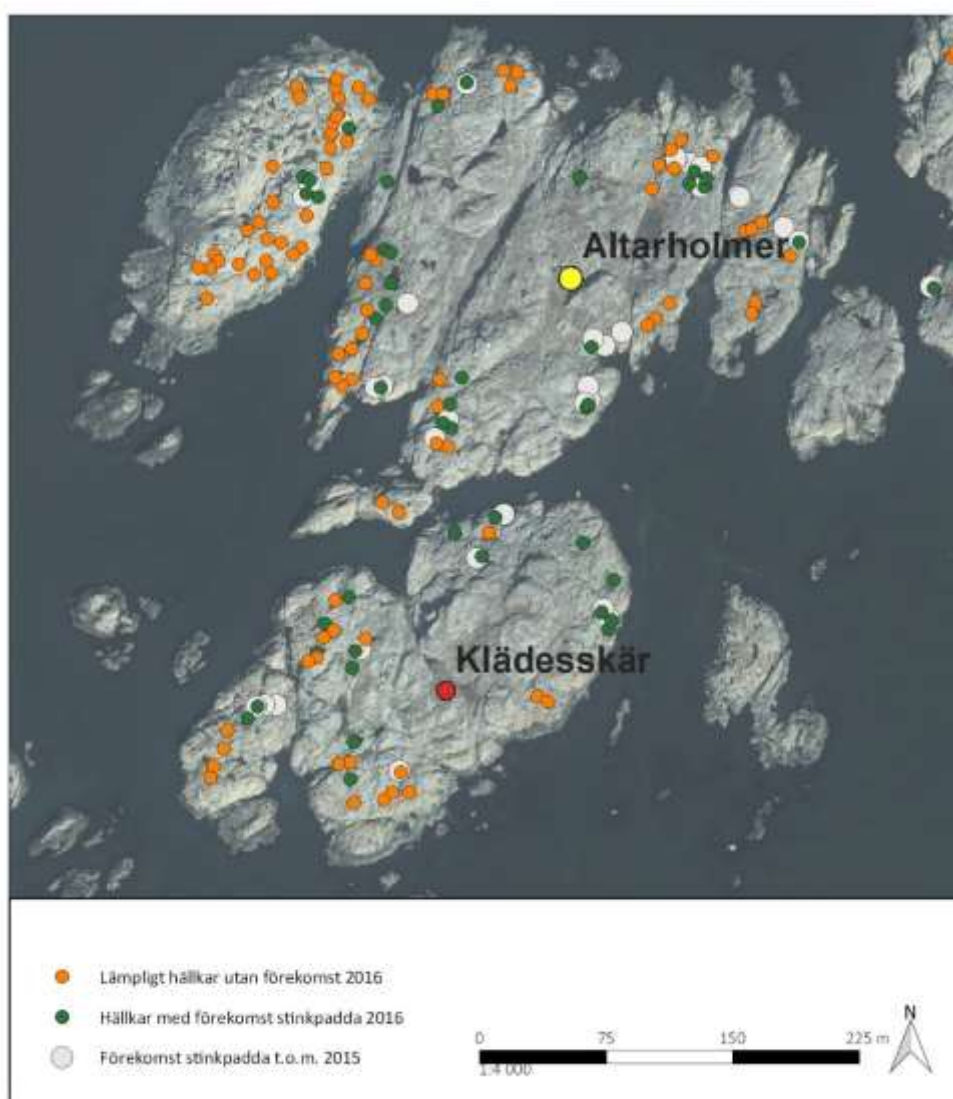 Altarholmer
Klädesskär
Lämpligt hällkar utan förekomst 2016
Hällkar med förekomst stinkpadda 2016
Förekomst stinkpadda t.o.m. 2015
0 75 150 225 m
1:4 000
N